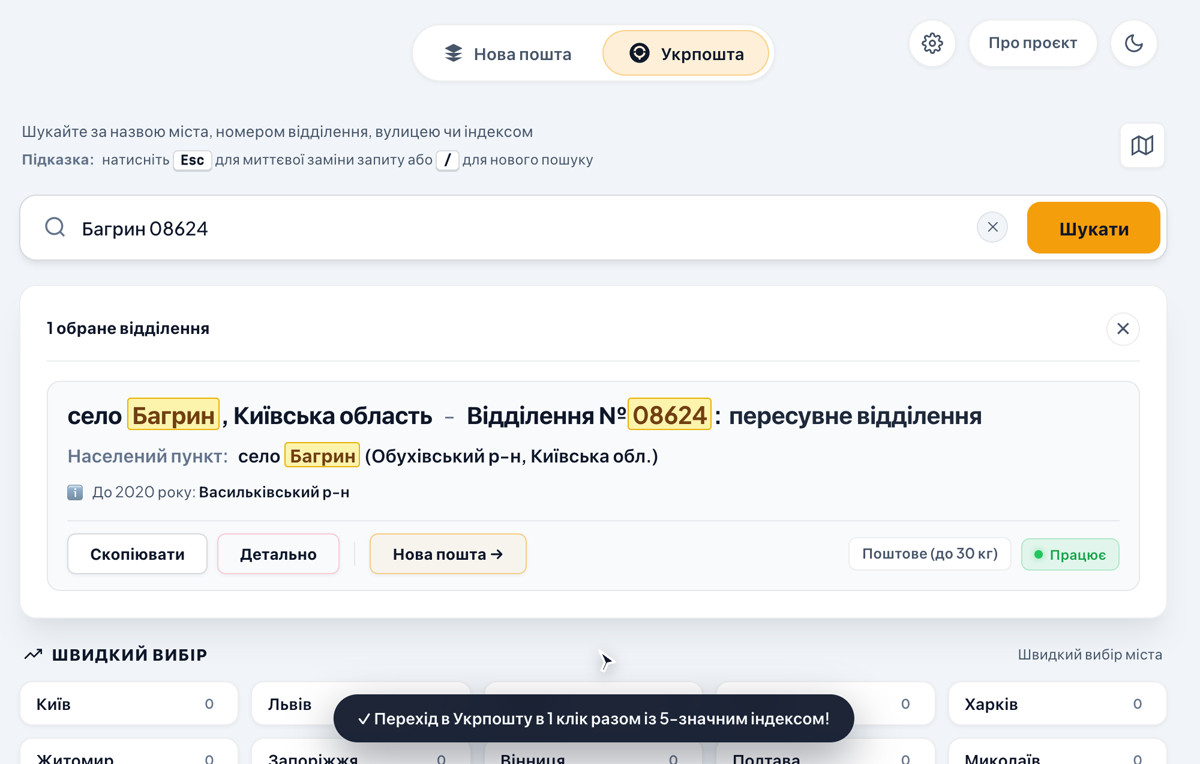 Нова пошта
Укрпошта
Про проєкт
Шукайте за назвою міста, номером відділення, вулицею чи індексом
Підказка: натисніть Esc для миттєвої заміни запиту або / для нового пошуку
Багрин 08624
Шукати
1 обране відділення
село Багрин, Київська область – Відділення №08624: пересувне відділення
Населений пункт: село Багрин (Обухівський р-н, Київська обл.)
До 2020 року: Васильківський р-н
Скопіювати
Детально
Нова пошта →
Поштове (до 30 кг)
Працює
ШВИДКИЙ ВИБІР
Швидкий вибір міста
Київ 0
Львів
0
Харків 0
✓ Перехід в Укрпошту в 1 клік разом із 5-значним індексом!
Житомир 0
Запоріжжя 0
Вінниця 0
Полтава 0
Миколаїв 0